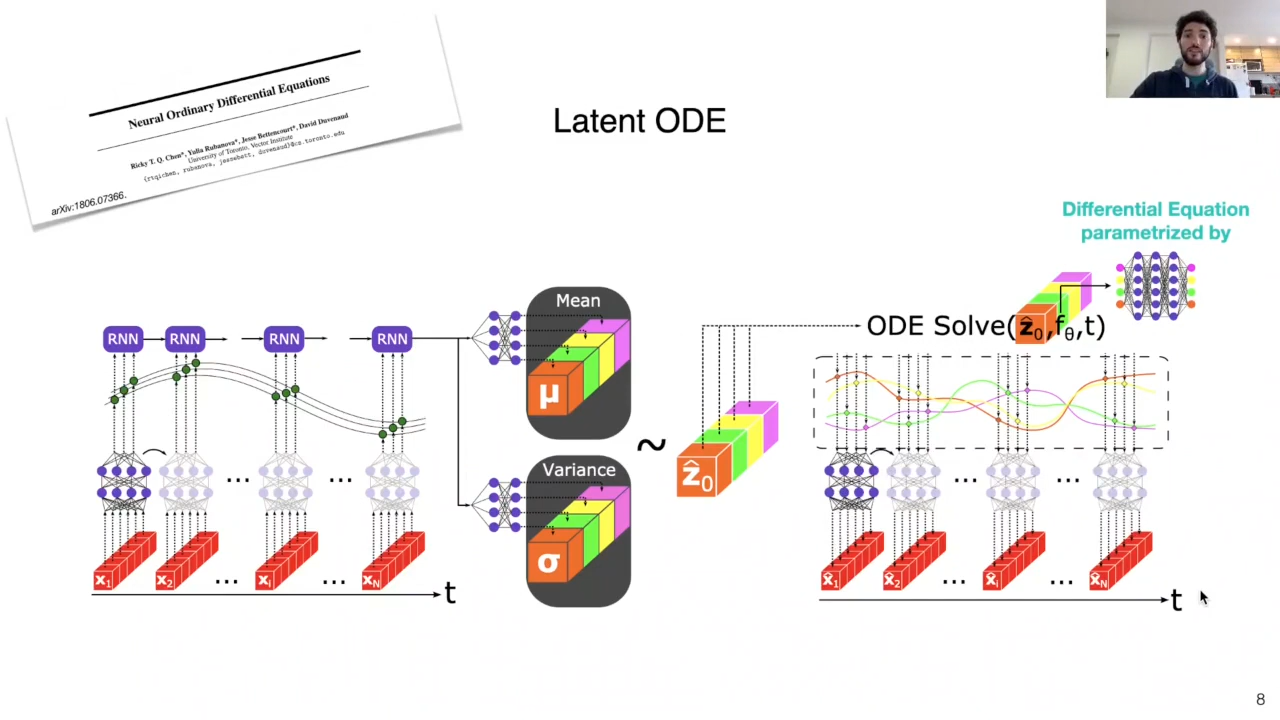 Neural Ordinary Differential Equations
Ricky T. Q. Chen*, Yulia Rubanova*, Jesse Bettencourt*, David Duvenaud
University of Toronto, Vector Institute
{rtqichen, rubanova, jessebett, duvenaud}@cs.toronto.edu
arXiv:1806.07366.
Latent ODE
Differential Equation
parametrized by
Mean
RNN RNN RNN RNN
ODE Solve(ẑ₀,fθ,t)
μ
~
ẑ₀
Variance
... ... ... ...
σ
x₁ x₂ ... xᵢ ... x_N t
x̂₁ x̂₂ ... x̂ᵢ ... x̂_N t
8